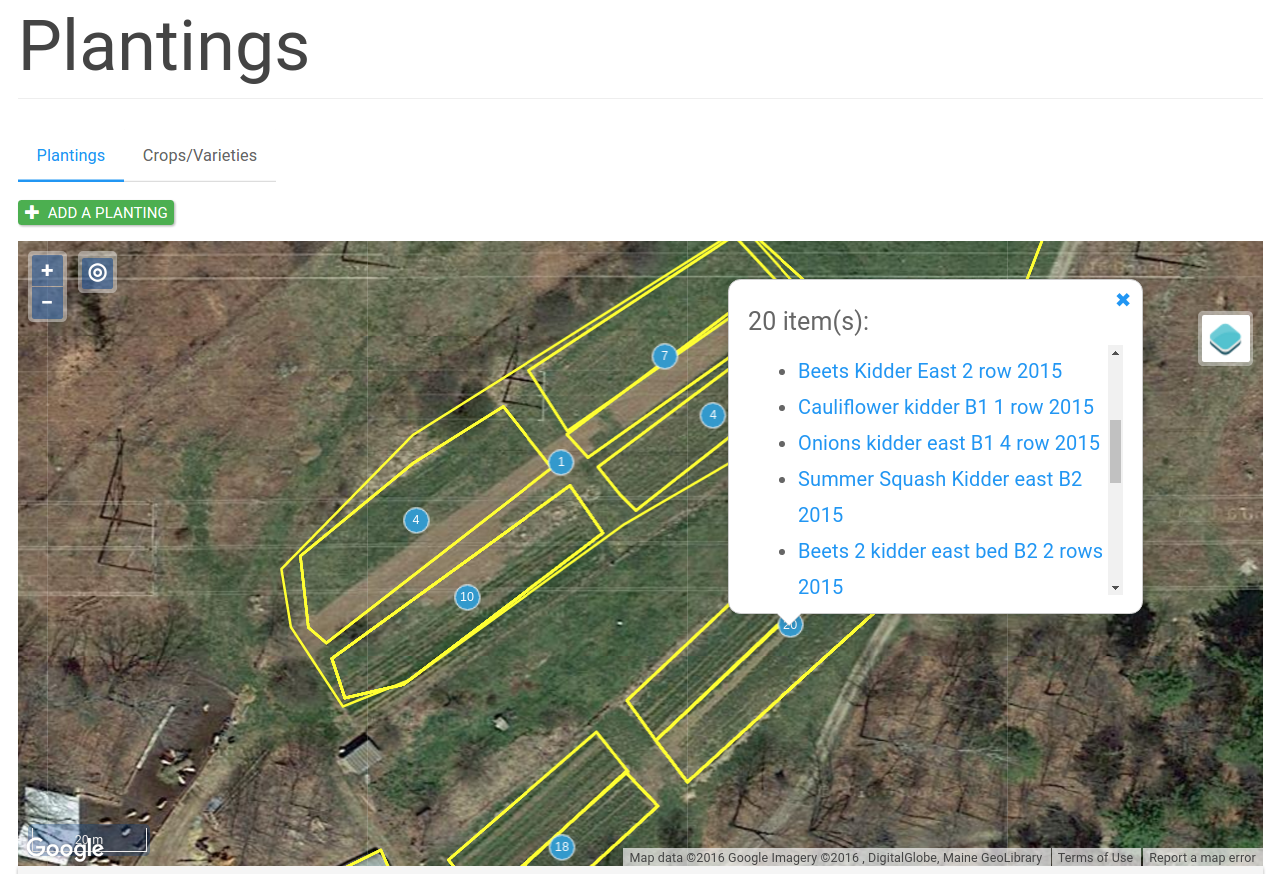 Plantings
Plantings
Crops/Varieties
ADD A PLANTING
+
−
7
4
1
4
10
20 item(s):
Beets Kidder East 2 row 2015
Cauliflower kidder B1 1 row 2015
Onions kidder east B1 4 row 2015
Summer Squash Kidder east B2
2015
Beets 2 kidder east bed B2 2 rows
2015
20
18
20 m
Google
Map data ©2016 Google Imagery ©2016 , DigitalGlobe, Maine GeoLibrary
Terms of Use
Report a map error